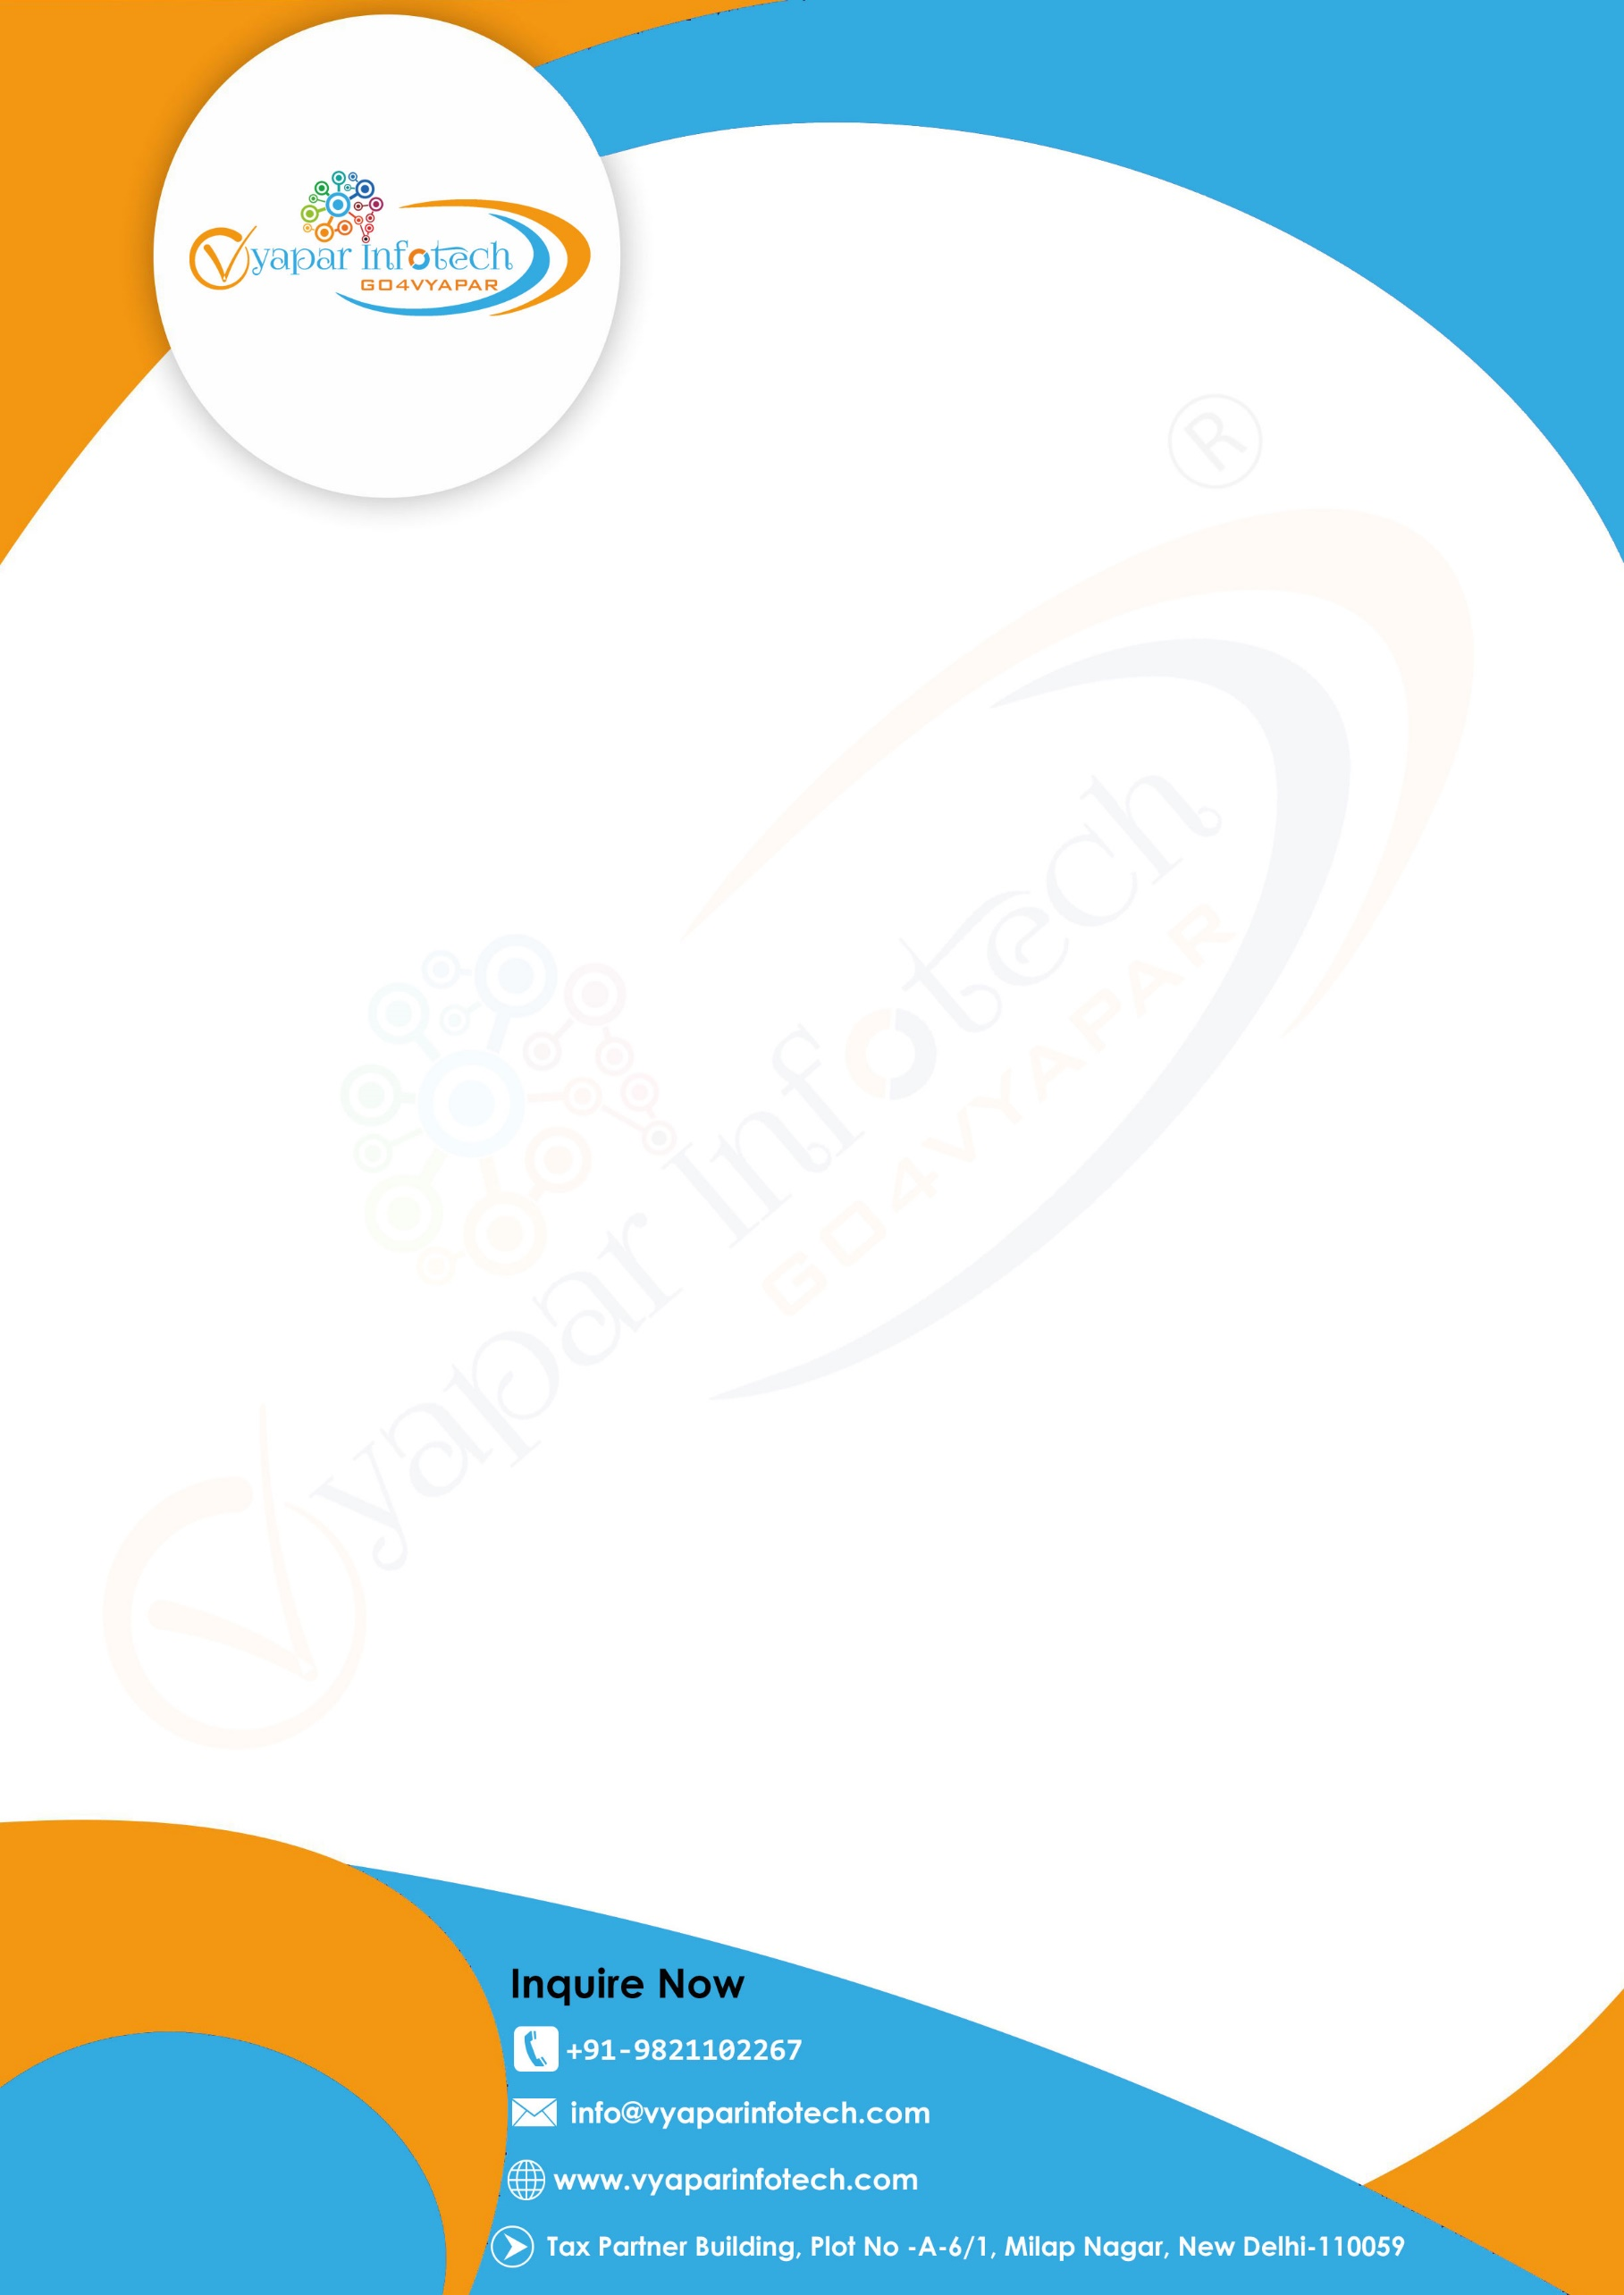 Vyapar Infotech
GO4VYAPAR
®
Vyapar Infotech
GO4VYAPAR
Inquire Now
+91-9821102267
info@vyaparinfotech.com
www.vyaparinfotech.com
Tax Partner Building, Plot No -A-6/1, Milap Nagar, New Delhi-110059